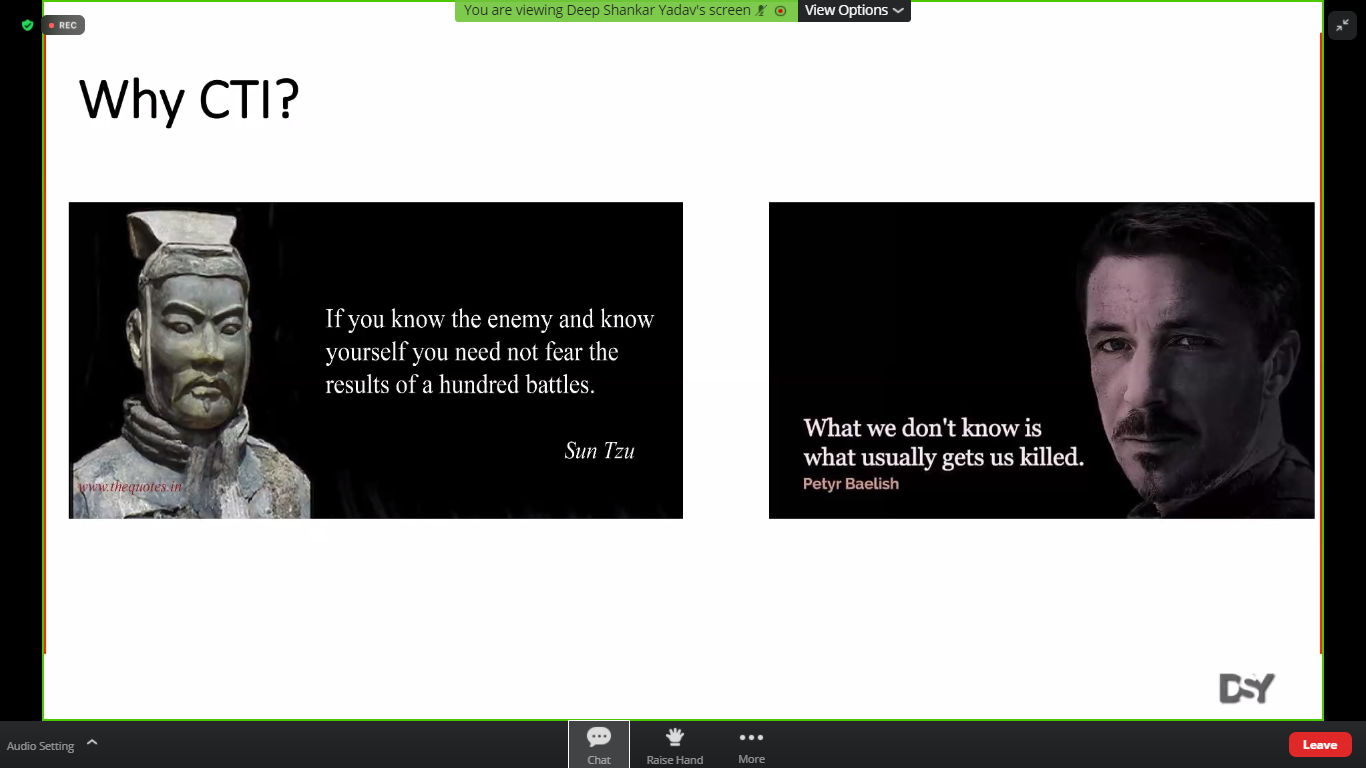 You are viewing Deep Shankar Yadav's screen
View Options
REC
Why CTI?
If you know the enemy and know
yourself you need not fear the
results of a hundred battles.
Sun Tzu
www.thequotes.in
What we don't know is
what usually gets us killed.
Petyr Baelish
DSY
Audio Setting
Chat
Raise Hand
More
Leave